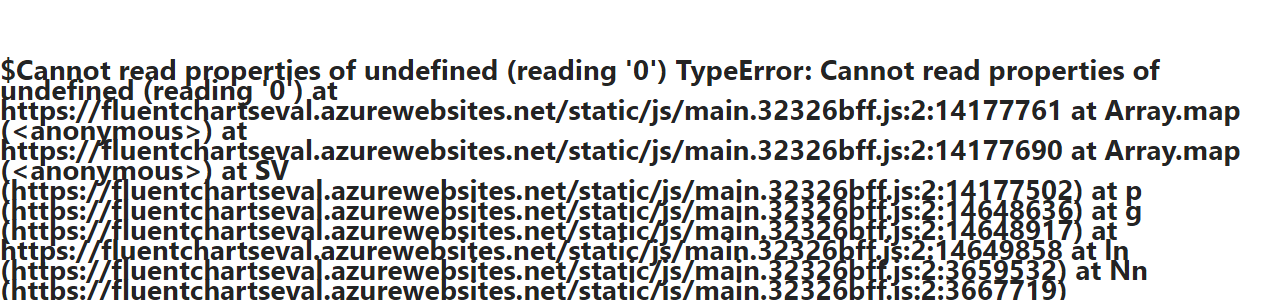 $Cannot read properties of undefined (reading '0') TypeError: Cannot read properties of
undefined (reading '0') at
https://fluentchartseval.azurewebsites.net/static/js/main.32326bff.js:2:14177761 at Array.map
(<anonymous>) at
https://fluentchartseval.azurewebsites.net/static/js/main.32326bff.js:2:14177690 at Array.map
(<anonymous>) at SV
(https://fluentchartseval.azurewebsites.net/static/js/main.32326bff.js:2:14177502) at p
(https://fluentchartseval.azurewebsites.net/static/js/main.32326bff.js:2:14648636) at g
(https://fluentchartseval.azurewebsites.net/static/js/main.32326bff.js:2:14648917) at
https://fluentchartseval.azurewebsites.net/static/js/main.32326bff.js:2:14649858 at In
(https://fluentchartseval.azurewebsites.net/static/js/main.32326bff.js:2:3659532) at Nn
(https://fluentchartseval.azurewebsites.net/static/js/main.32326bff.js:2:3667719)